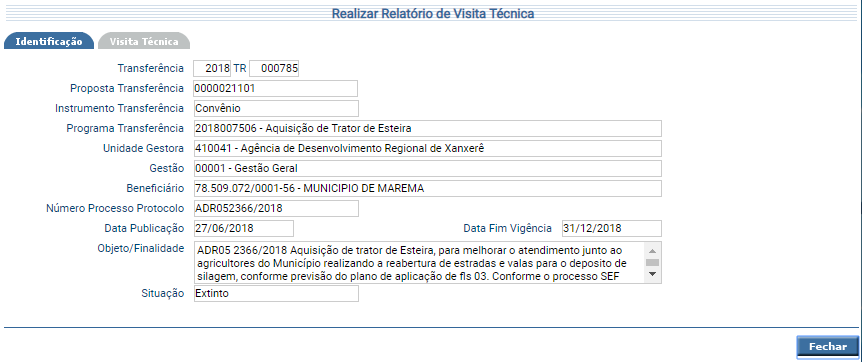 Realizar Relatório de Visita Técnica
Identificação Visita Técnica
Transferência 2018 TR 000785
Proposta Transferência 0000021101
Instrumento Transferência Convênio
Programa Transferência 2018007506 - Aquisição de Trator de Esteira
Unidade Gestora 410041 - Agência de Desenvolvimento Regional de Xanxerê
Gestão 00001 - Gestão Geral
Beneficiário 78.509.072/0001-56 - MUNICIPIO DE MAREMA
Número Processo Protocolo ADR052366/2018
Data Publicação 27/06/2018 Data Fim Vigência 31/12/2018
Objeto/Finalidade ADR05 2366/2018 Aquisição de trator de Esteira, para melhorar o atendimento junto ao
agricultores do Município realizando a reabertura de estradas e valas para o deposito de
silagem, conforme previsão do plano de aplicação de fls 03. Conforme o processo SEF
Situação Extinto
Fechar